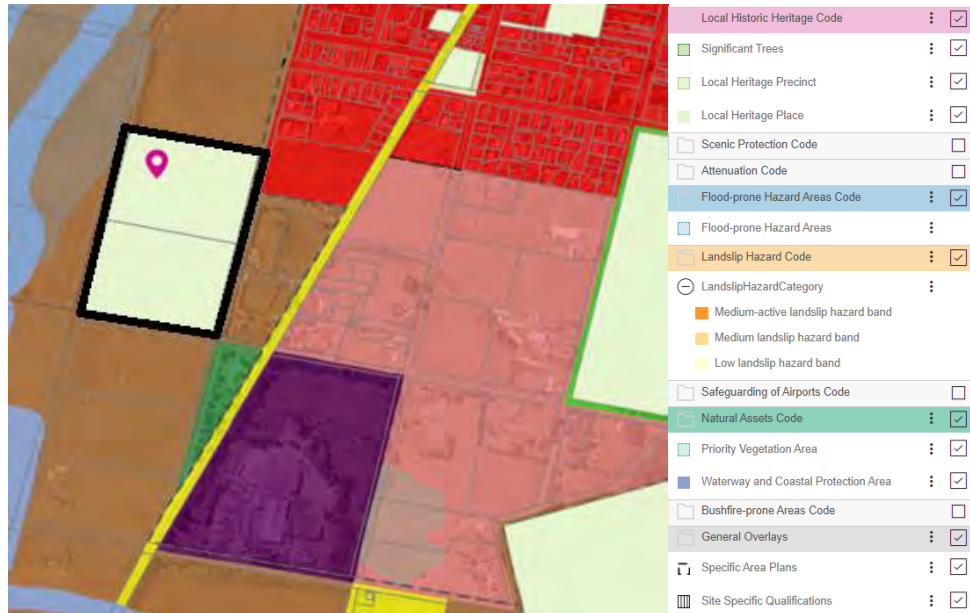 Local Historic Heritage Code
Significant Trees
Local Heritage Precinct
Local Heritage Place
Scenic Protection Code
Attenuation Code
Flood-prone Hazard Areas Code
Flood-prone Hazard Areas
Landslip Hazard Code
LandslipHazardCategory
Medium-active landslip hazard band
Medium landslip hazard band
Low landslip hazard band
Safeguarding of Airports Code
Natural Assets Code
Priority Vegetation Area
Waterway and Coastal Protection Area
Bushfire-prone Areas Code
General Overlays
Specific Area Plans
Site Specific Qualifications